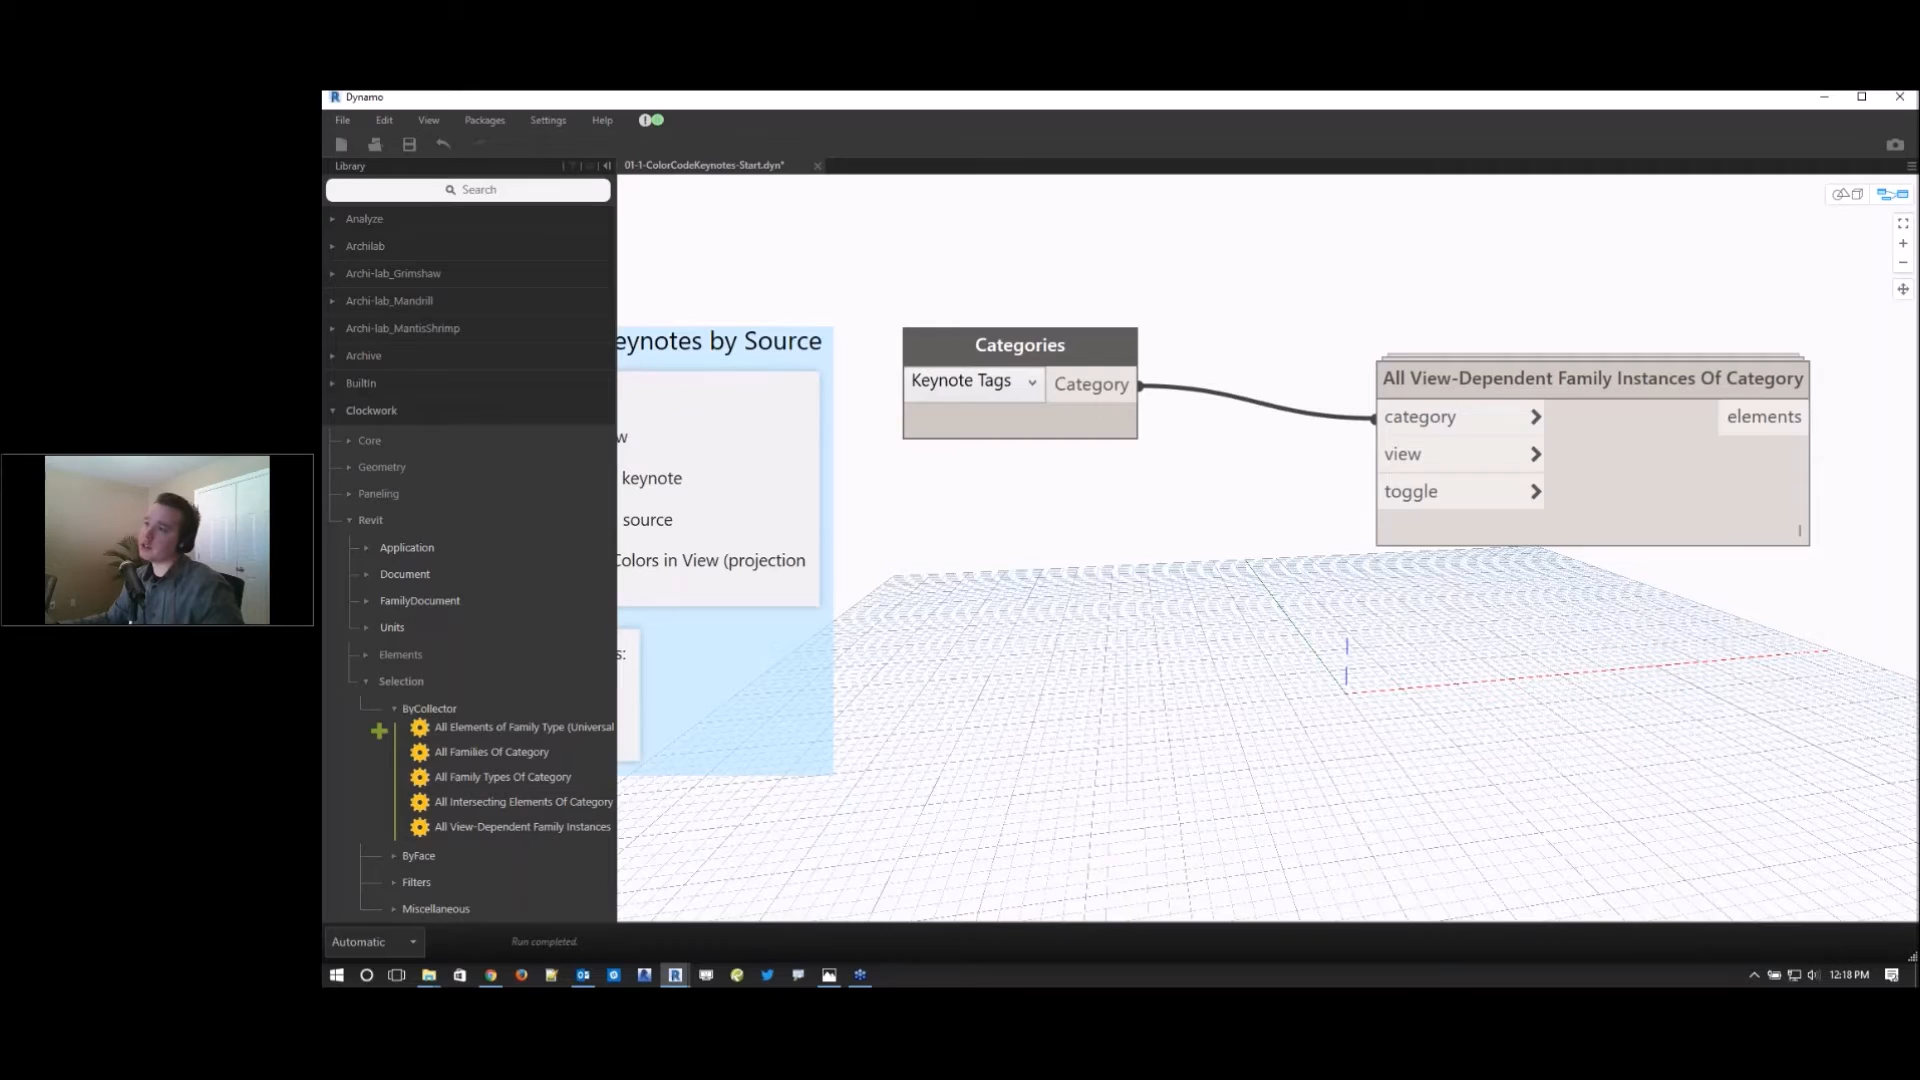 Dynamo
File Edit View Packages Settings Help
Library
01-1-ColorCodeKeynotes-Start.dyn*
Search
Analyze
Archilab
Archi-lab_Grimshaw
Archi-lab_Mandrill
Archi-lab_MantisShrimp
Archive
BuiltIn
Clockwork
Core
Geometry
Paneling
Revit
Application
Document
FamilyDocument
Units
Elements
Selection
ByCollector
All Elements of Family Type (Universal
All Families Of Category
All Family Types Of Category
All Intersecting Elements Of Category
All View-Dependent Family Instances
ByFace
Filters
Miscellaneous
eynotes by Source
w
keynote
source
Colors in View (projection
s:
Categories
Keynote Tags
Category
All View-Dependent Family Instances Of Category
category
elements
view
toggle
Automatic
Run completed.
12:18 PM